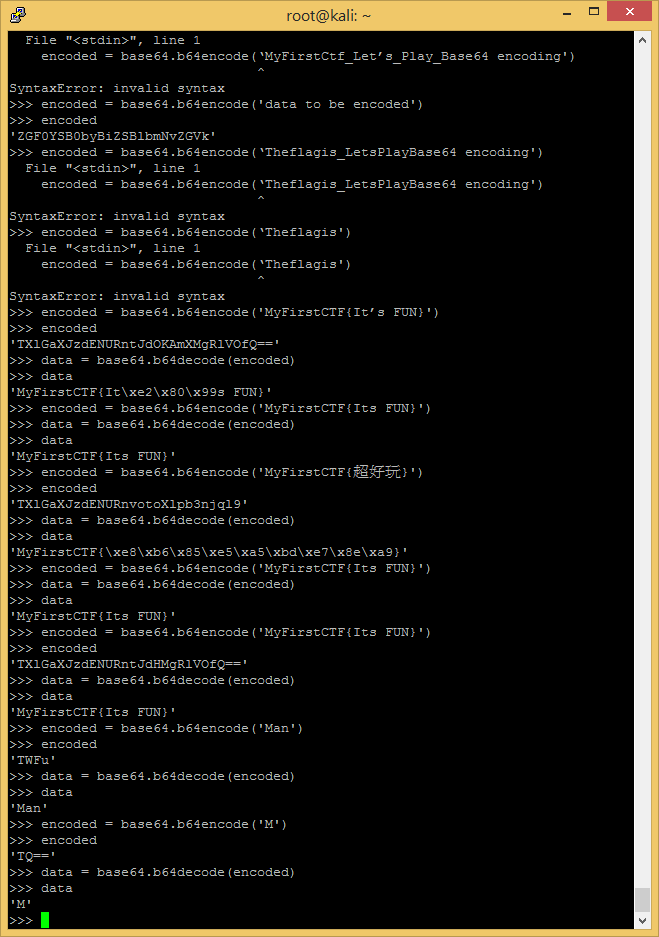 root@kali: ~
  File "<stdin>", line 1
    encoded = base64.b64encode(‘MyFirstCtf_Let’s_Play_Base64 encoding')
                               ^
SyntaxError: invalid syntax
>>> encoded = base64.b64encode('data to be encoded')
>>> encoded
'ZGF0YSB0byBiZSBlbmNvZGVk'
>>> encoded = base64.b64encode(‘Theflagis_LetsPlayBase64 encoding')
  File "<stdin>", line 1
    encoded = base64.b64encode(‘Theflagis_LetsPlayBase64 encoding')
                               ^
SyntaxError: invalid syntax
>>> encoded = base64.b64encode(‘Theflagis')
  File "<stdin>", line 1
    encoded = base64.b64encode(‘Theflagis')
                               ^
SyntaxError: invalid syntax
>>> encoded = base64.b64encode('MyFirstCTF{It’s FUN}')
>>> encoded
'TXlGaXJzdENURntJdOKAmXMgRlVOfQ=='
>>> data = base64.b64decode(encoded)
>>> data
'MyFirstCTF{It\xe2\x80\x99s FUN}'
>>> encoded = base64.b64encode('MyFirstCTF{Its FUN}')
>>> data = base64.b64decode(encoded)
>>> data
'MyFirstCTF{Its FUN}'
>>> encoded = base64.b64encode('MyFirstCTF{超好玩}')
>>> encoded
'TXlGaXJzdENURnvotoXlpb3njql9'
>>> data = base64.b64decode(encoded)
>>> data
'MyFirstCTF{\xe8\xb6\x85\xe5\xa5\xbd\xe7\x8e\xa9}'
>>> encoded = base64.b64encode('MyFirstCTF{Its FUN}')
>>> data = base64.b64decode(encoded)
>>> data
'MyFirstCTF{Its FUN}'
>>> encoded = base64.b64encode('MyFirstCTF{Its FUN}')
>>> encoded
'TXlGaXJzdENURntJdHMgRlVOfQ=='
>>> data = base64.b64decode(encoded)
>>> data
'MyFirstCTF{Its FUN}'
>>> encoded = base64.b64encode('Man')
>>> encoded
'TWFu'
>>> data = base64.b64decode(encoded)
>>> data
'Man'
>>> encoded = base64.b64encode('M')
>>> encoded
'TQ=='
>>> data = base64.b64decode(encoded)
>>> data
'M'
>>>